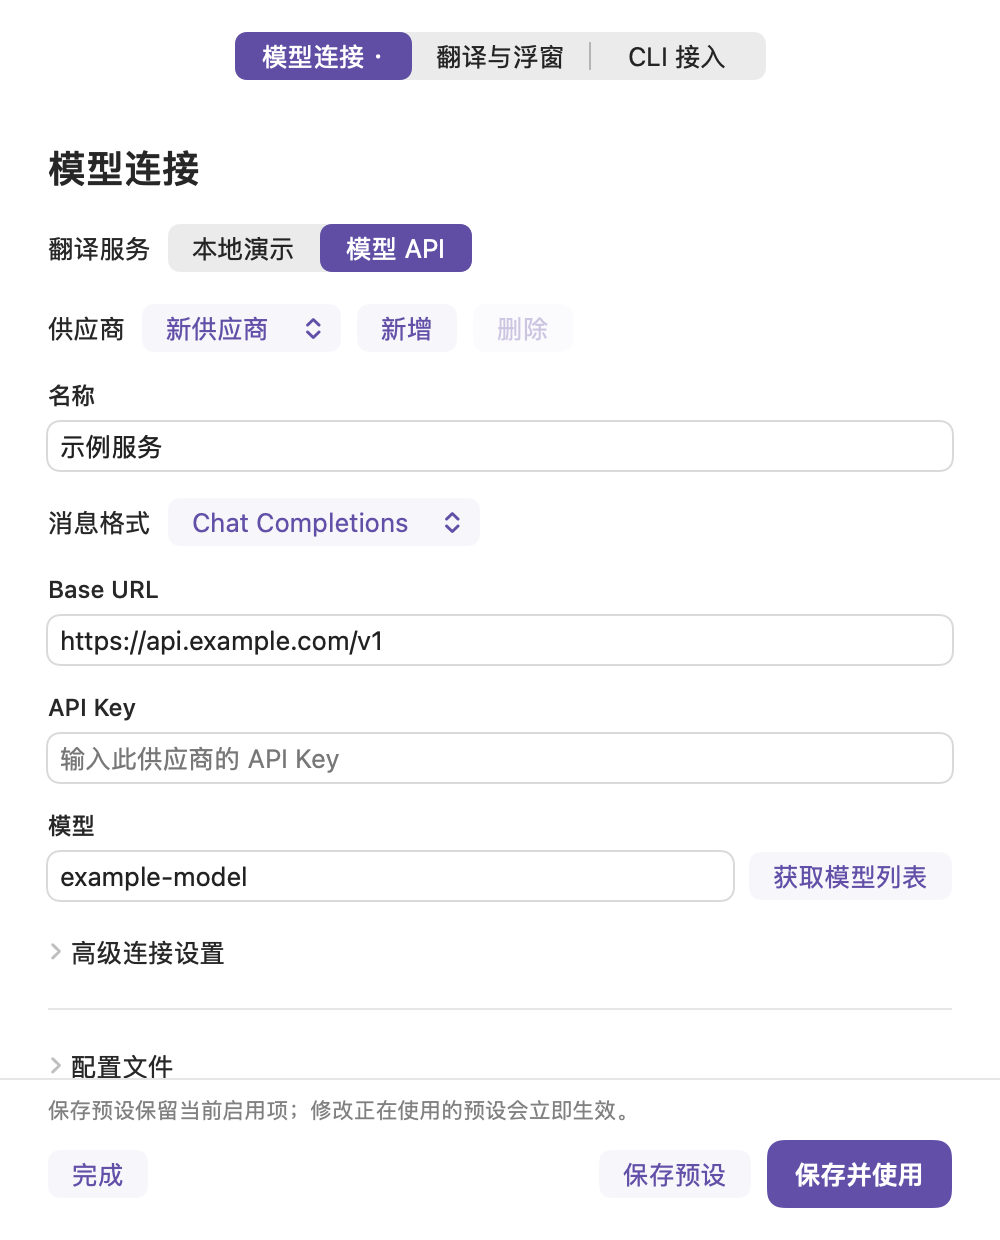 模型连接 · 翻译与浮窗 CLI 接入
模型连接
翻译服务 本地演示 模型 API
供应商 新供应商 新增 删除
名称
示例服务
消息格式 Chat Completions
Base URL
https://api.example.com/v1
API Key
输入此供应商的 API Key
模型
example-model 获取模型列表
高级连接设置
配置文件
保存预设保留当前启用项；修改正在使用的预设会立即生效。
完成 保存预设 保存并使用